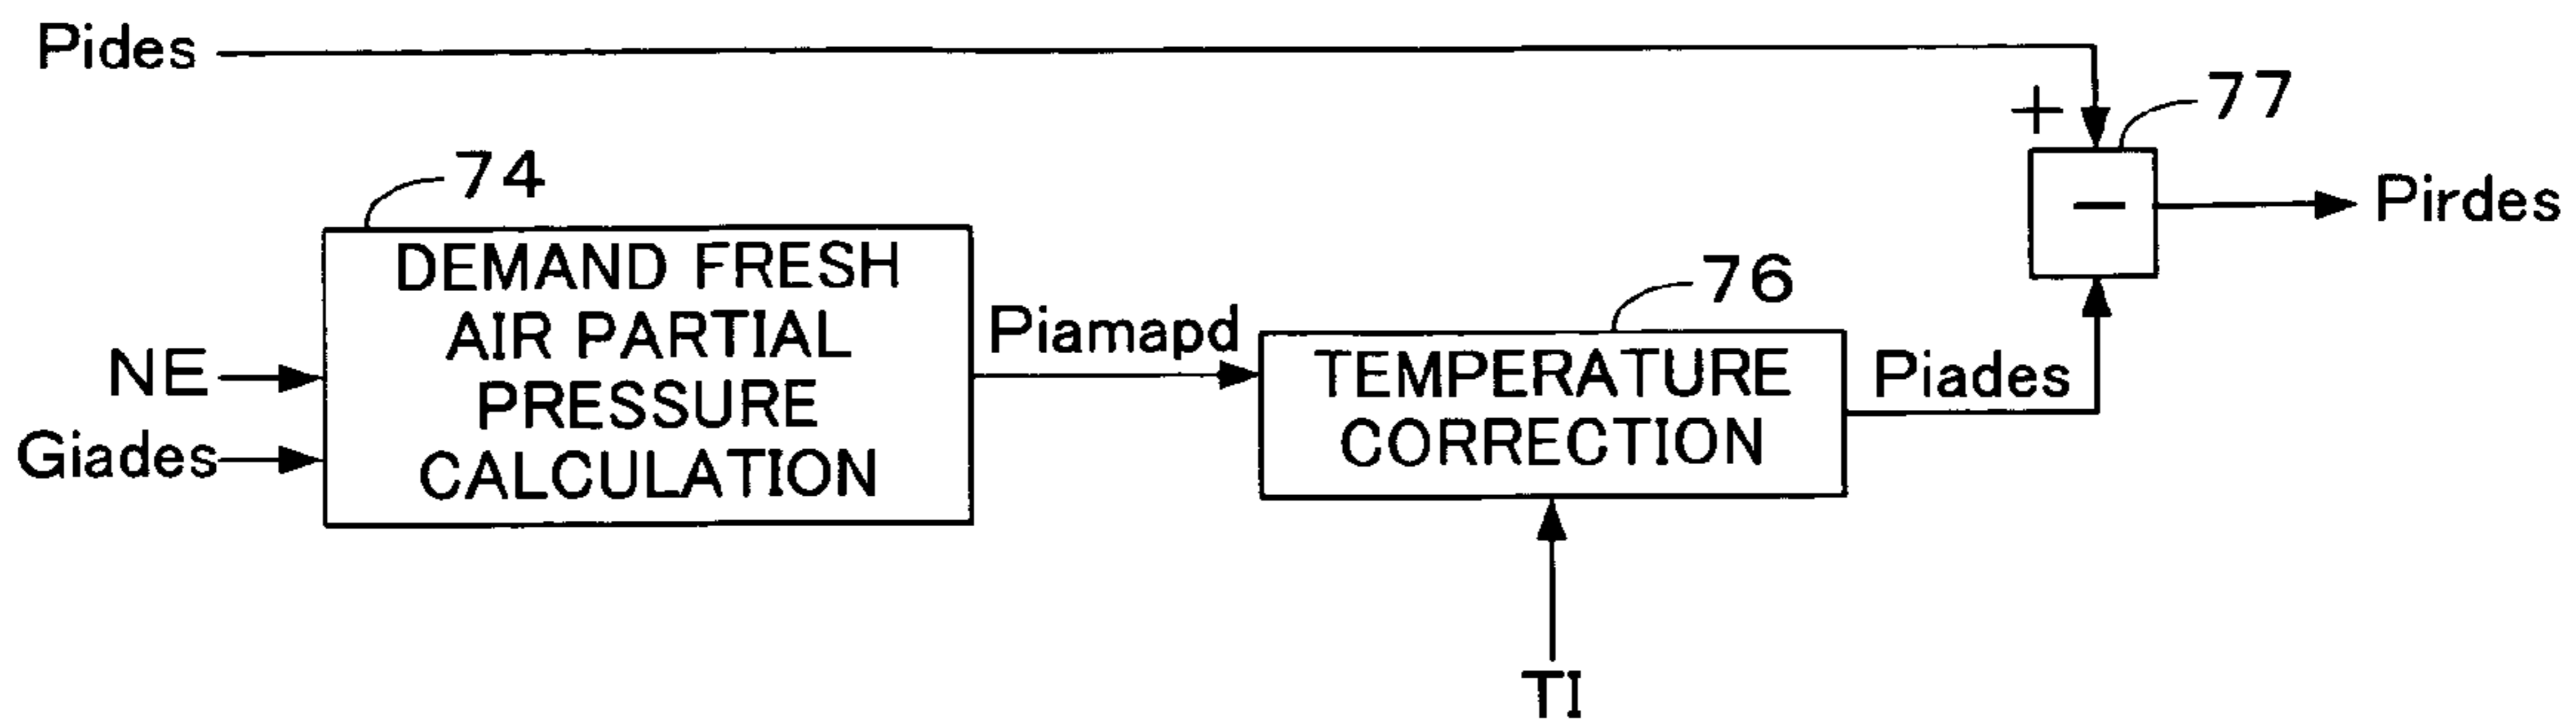 Pides
+
77
−
Pirdes
74
DEMAND FRESH
AIR PARTIAL
PRESSURE
CALCULATION
NE
Giades
Piamapd
76
TEMPERATURE
CORRECTION
Piades
TI